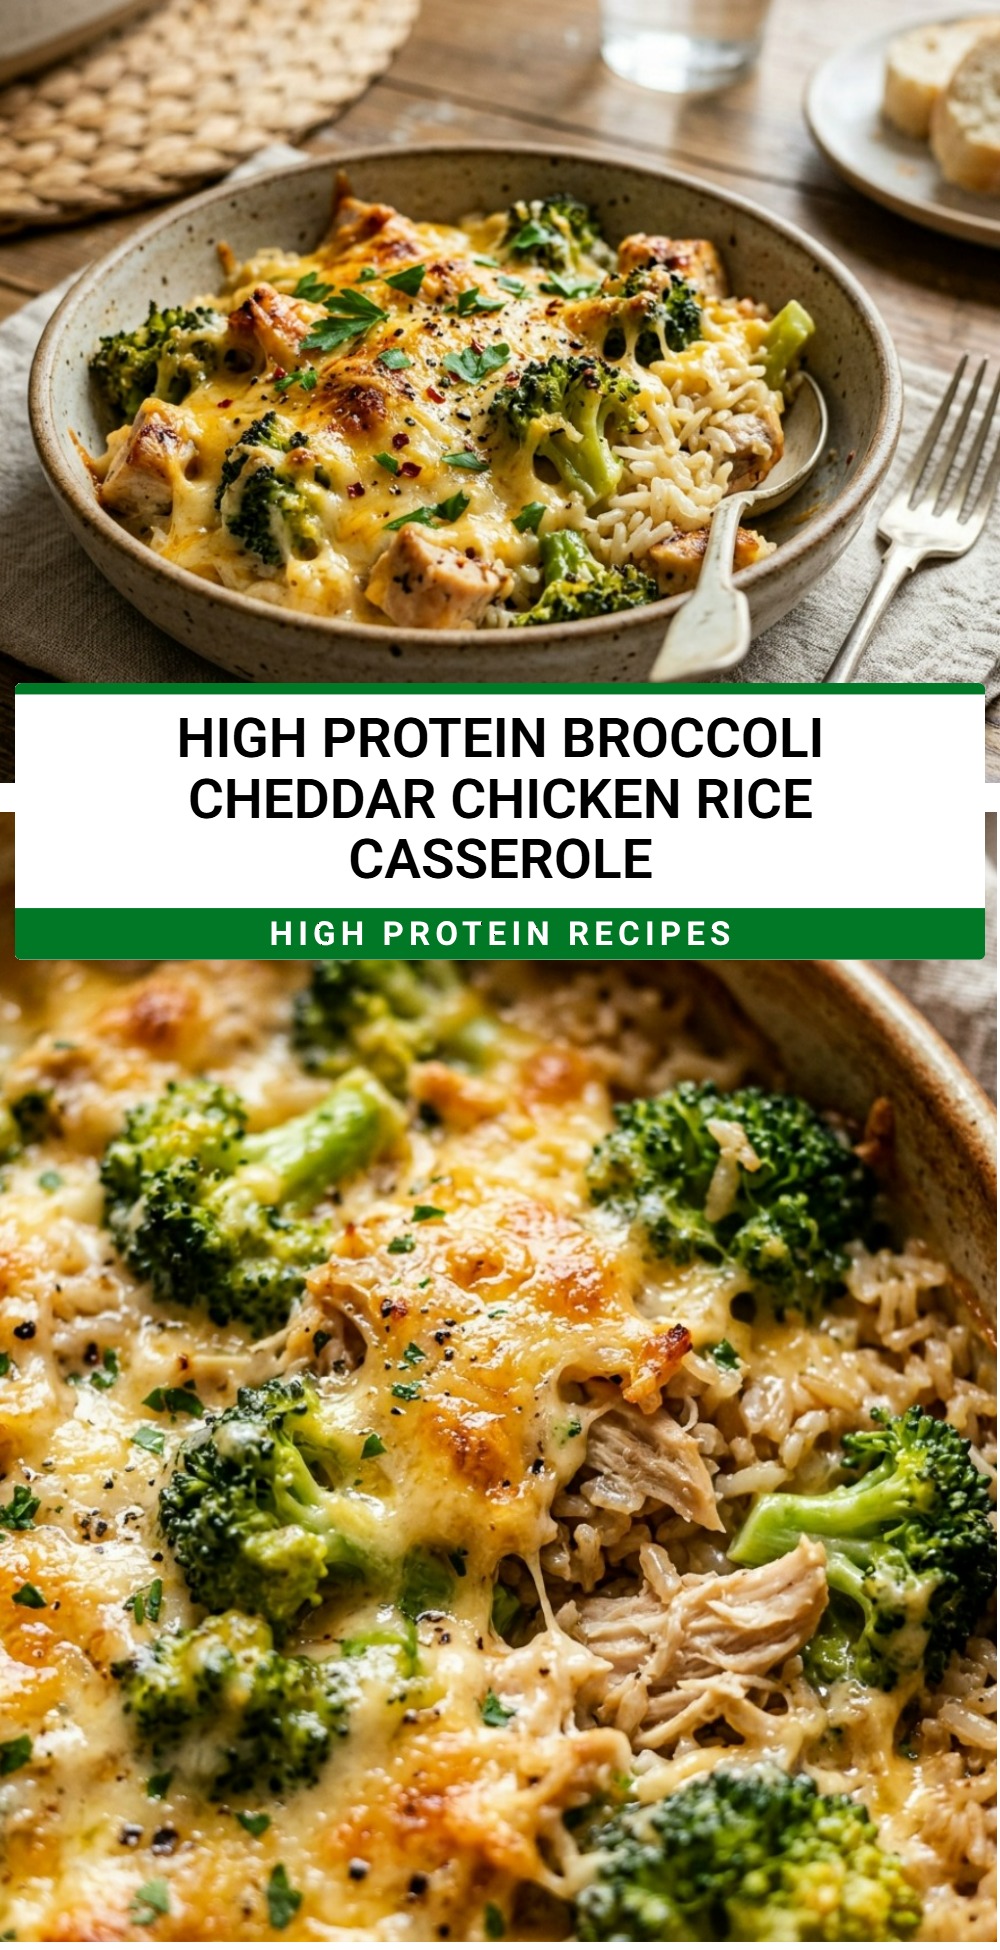 HIGH PROTEIN BROCCOLI
CHEDDAR CHICKEN RICE
CASSEROLE
HIGH PROTEIN RECIPES